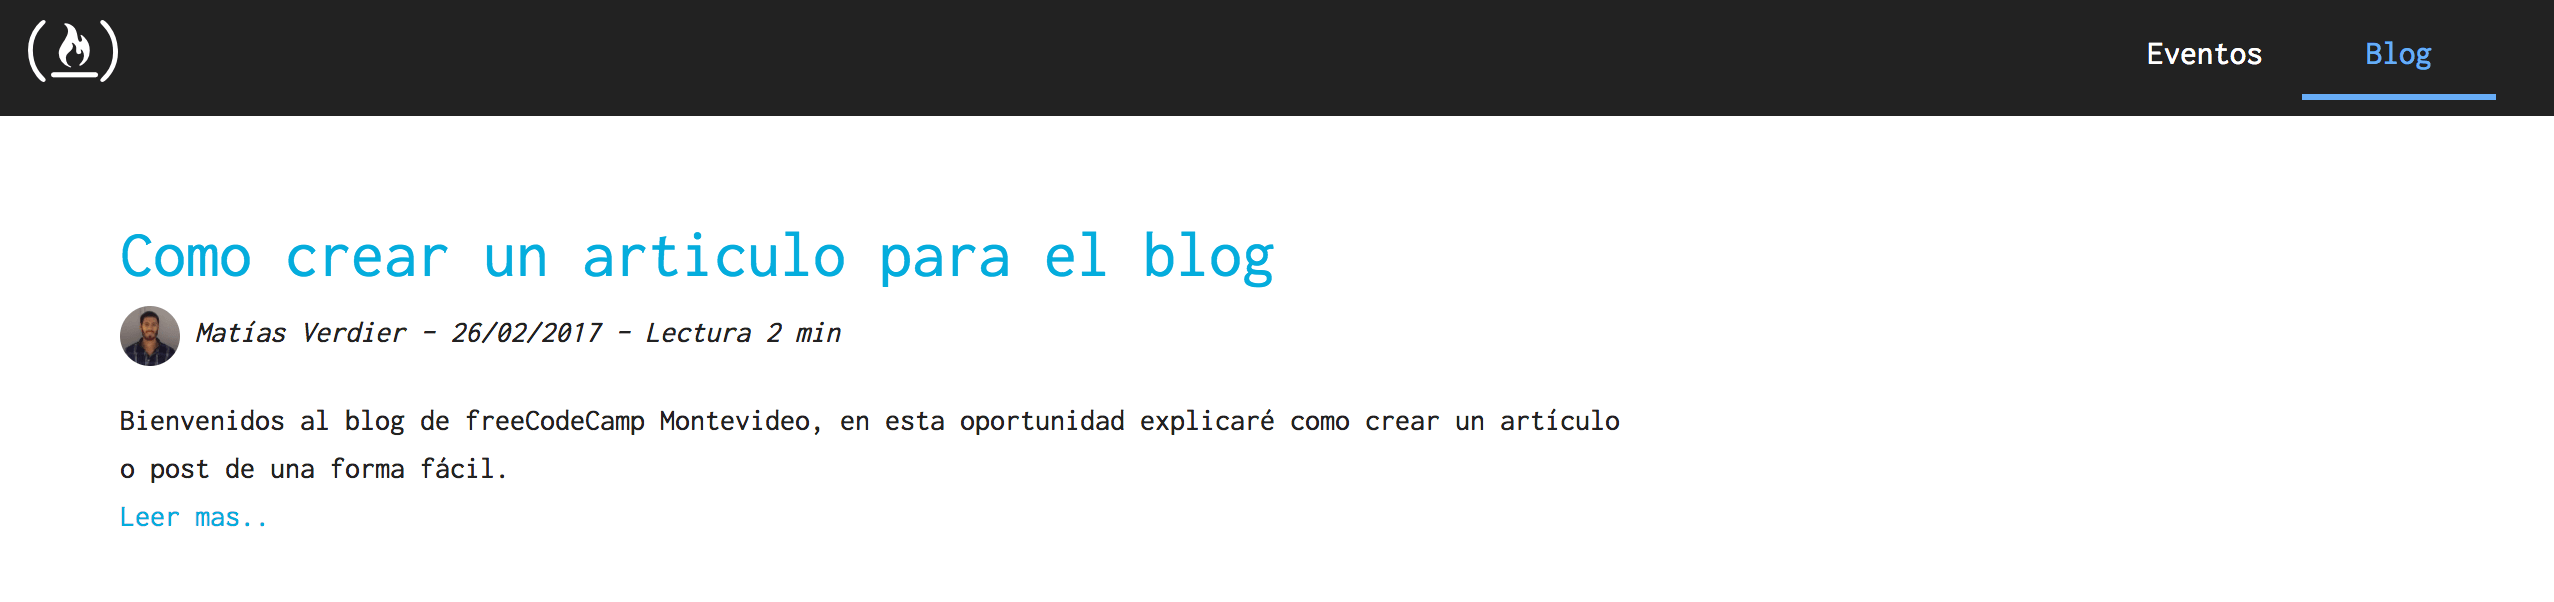 Eventos Blog
Como crear un articulo para el blog
Matías Verdier - 26/02/2017 - Lectura 2 min
Bienvenidos al blog de freeCodeCamp Montevideo, en esta oportunidad explicaré como crear un artículo
o post de una forma fácil.
Leer mas..